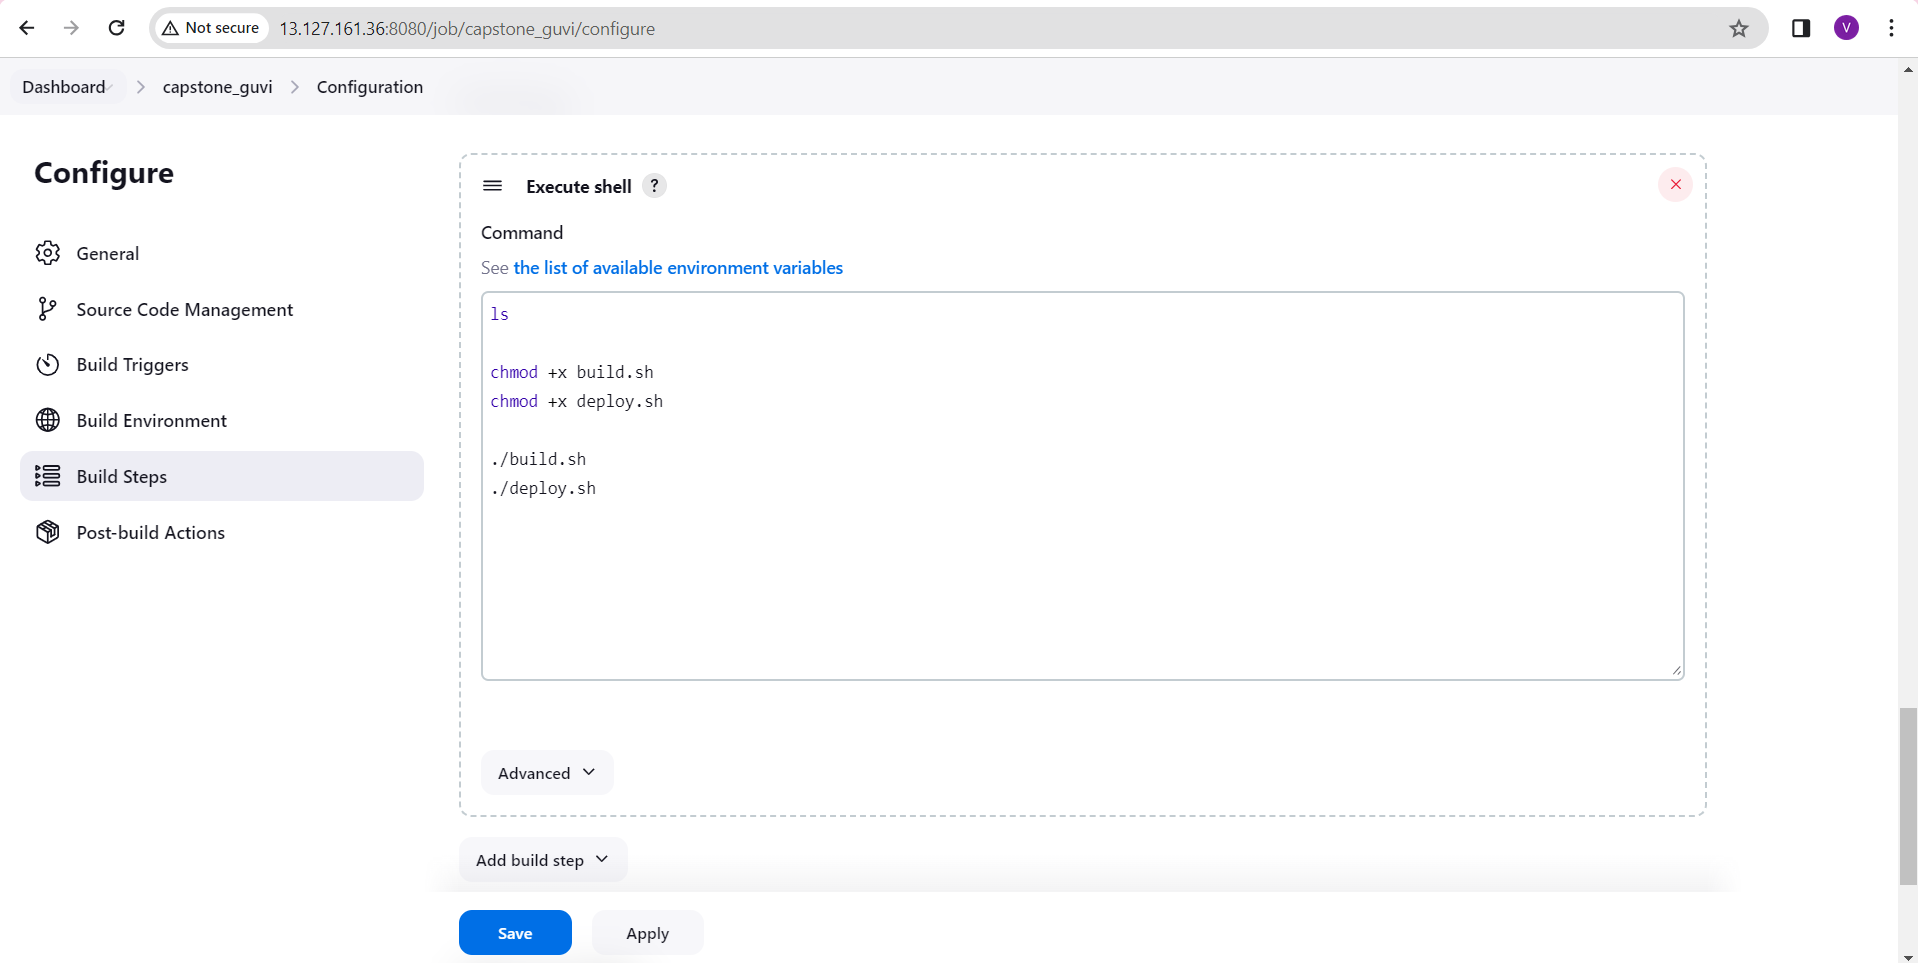 Not secure 13.127.161.36:8080/job/capstone_guvi/configure V
Dashboard capstone_guvi Configuration
Configure
General
Source Code Management
Build Triggers
Build Environment
Build Steps
Post-build Actions
Execute shell ?
Command
See the list of available environment variables
ls
chmod +x build.sh
chmod +x deploy.sh
./build.sh
./deploy.sh
Advanced
Add build step
Save Apply